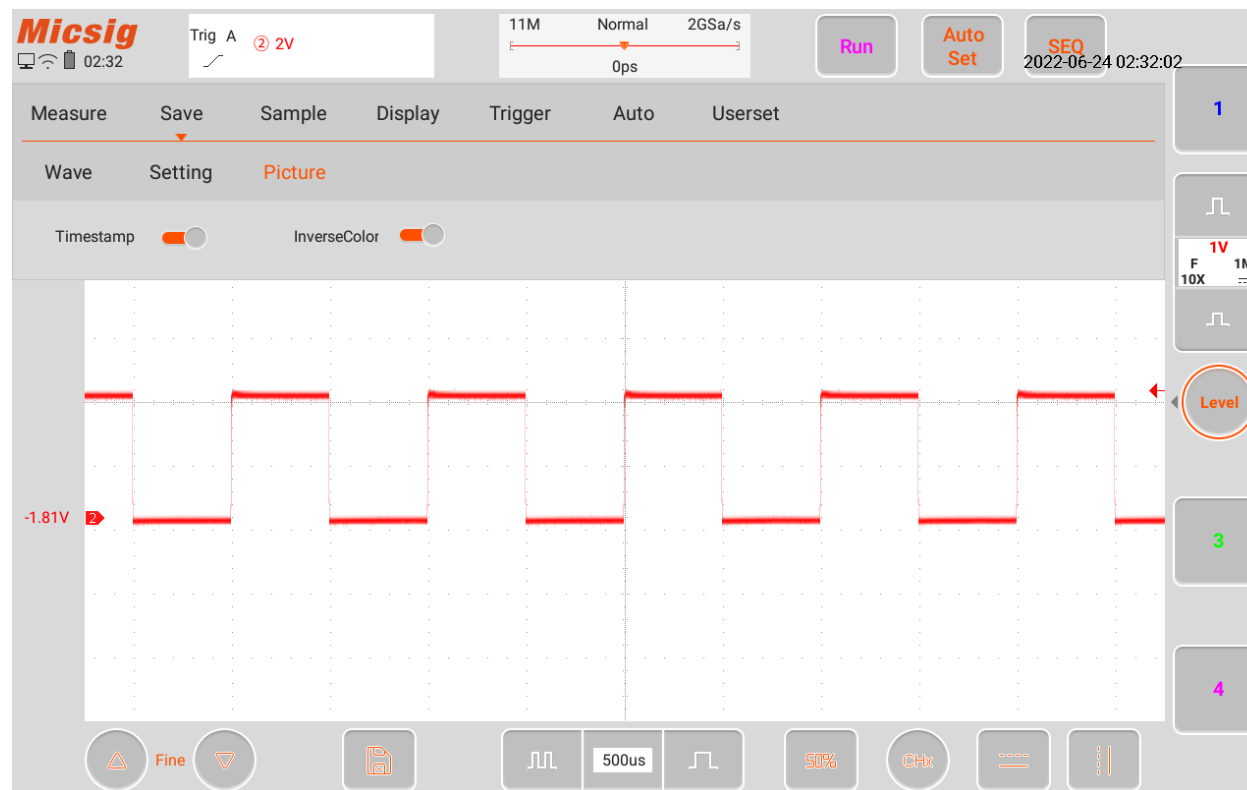 Micsig
02:32
Trig A
② 2V
11M Normal 2GSa/s
0ps
Run
Auto
Set
SEQ
2022-06-24 02:32:02
Measure Save Sample Display Trigger Auto Userset
1
Wave Setting Picture
Timestamp InverseColor
1V
F 1M
10X
Level
-1.81V 2
3
4
Fine
500us
50%
CHx